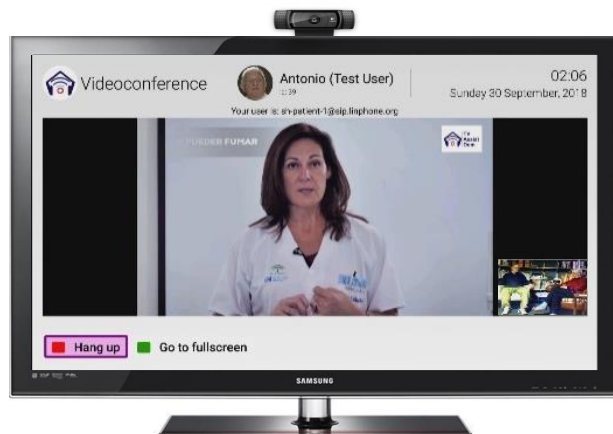 Videoconference
Antonio (Test User)
02:06
Sunday 30 September, 2018
Your user is: sh-patient-1@sip.linphone.org
PUEDER FUMAR
Hang up
Go to fullscreen
SAMSUNG